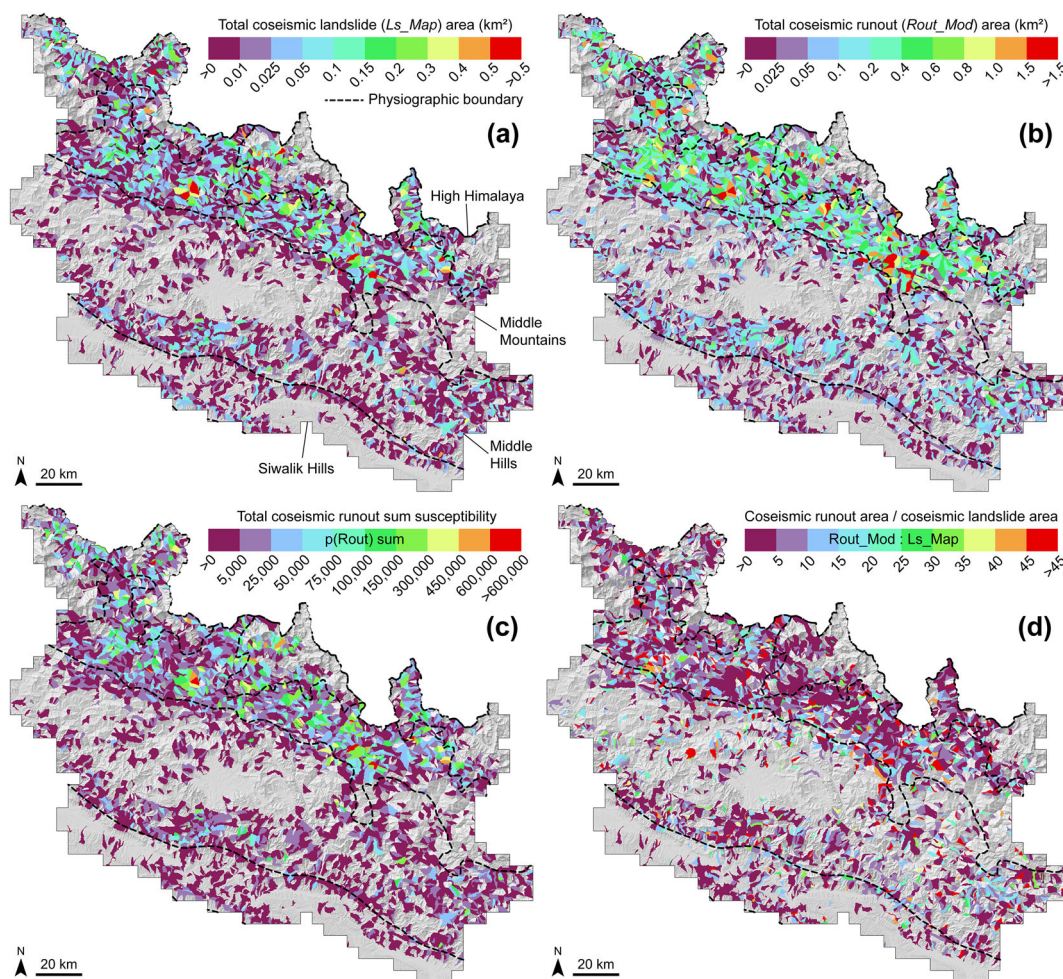 Total coseismic landslide (Ls_Map) area (km²)
>0 0.01 0.025 0.05 0.1 0.15 0.2 0.3 0.4 0.5 >0.5
Physiographic boundary
(a)
High Himalaya
Middle
Mountains
Middle
Hills
Siwalik Hills
N
20 km
Total coseismic runout (Rout_Mod) area (km²)
>0 0.025 0.05 0.1 0.2 0.4 0.6 0.8 1.0 1.5 >1.5
(b)
N
20 km
Total coseismic runout sum susceptibility
p(Rout) sum
>0 5,000 25,000 50,000 75,000 100,000 150,000 300,000 450,000 600,000 >600,000
(c)
N
20 km
Coseismic runout area / coseismic landslide area
Rout_Mod : Ls_Map
>0 5 10 15 20 25 30 35 40 45 >45
(d)
N
20 km